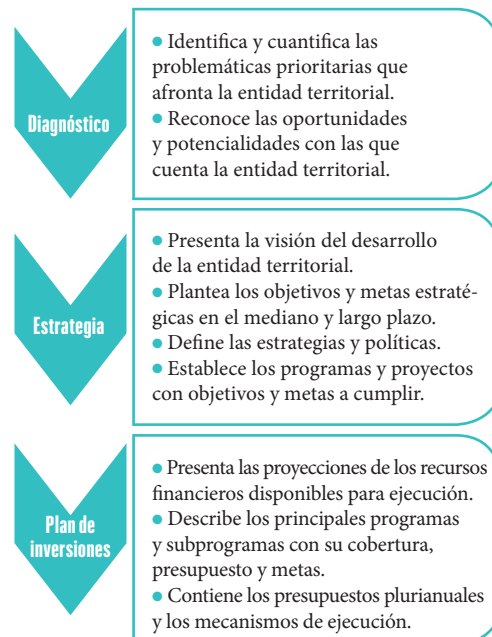 Diagnóstico
● Identifica y cuantifica las
problemáticas prioritarias que
afronta la entidad territorial.
● Reconoce las oportunidades
y potencialidades con las que
cuenta la entidad territorial.
Estrategia
● Presenta la visión del desarrollo
de la entidad territorial.
● Plantea los objetivos y metas estraté-
gicas en el mediano y largo plazo.
● Define las estrategias y políticas.
● Establece los programas y proyectos
con objetivos y metas a cumplir.
Plan de
inversiones
● Presenta las proyecciones de los recursos
financieros disponibles para ejecución.
● Describe los principales programas
y subprogramas con su cobertura,
presupuesto y metas.
● Contiene los presupuestos plurianuales
y los mecanismos de ejecución.